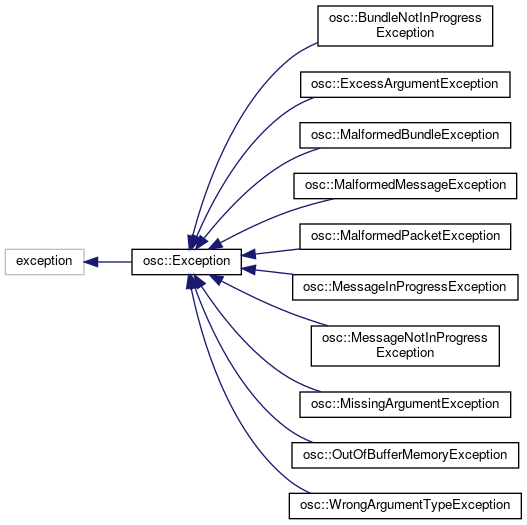 osc::BundleNotInProgress
Exception
osc::ExcessArgumentException
osc::MalformedBundleException
osc::MalformedMessageException
osc::MalformedPacketException
exception
osc::Exception
osc::MessageInProgressException
osc::MessageNotInProgress
Exception
osc::MissingArgumentException
osc::OutOfBufferMemoryException
osc::WrongArgumentTypeException